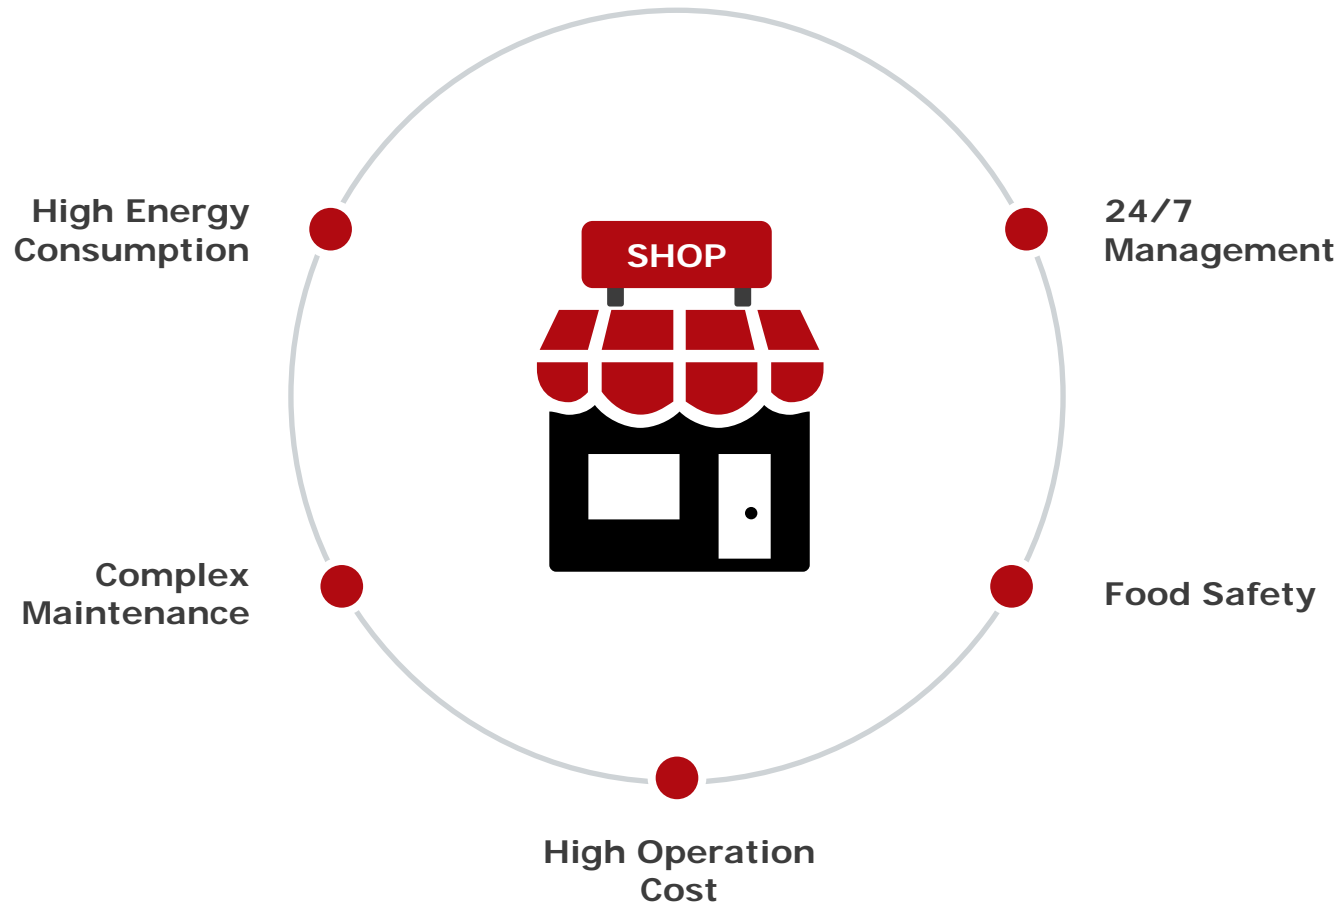 High Energy
Consumption
24/7
Management
SHOP
Complex
Maintenance
Food Safety
High Operation
Cost